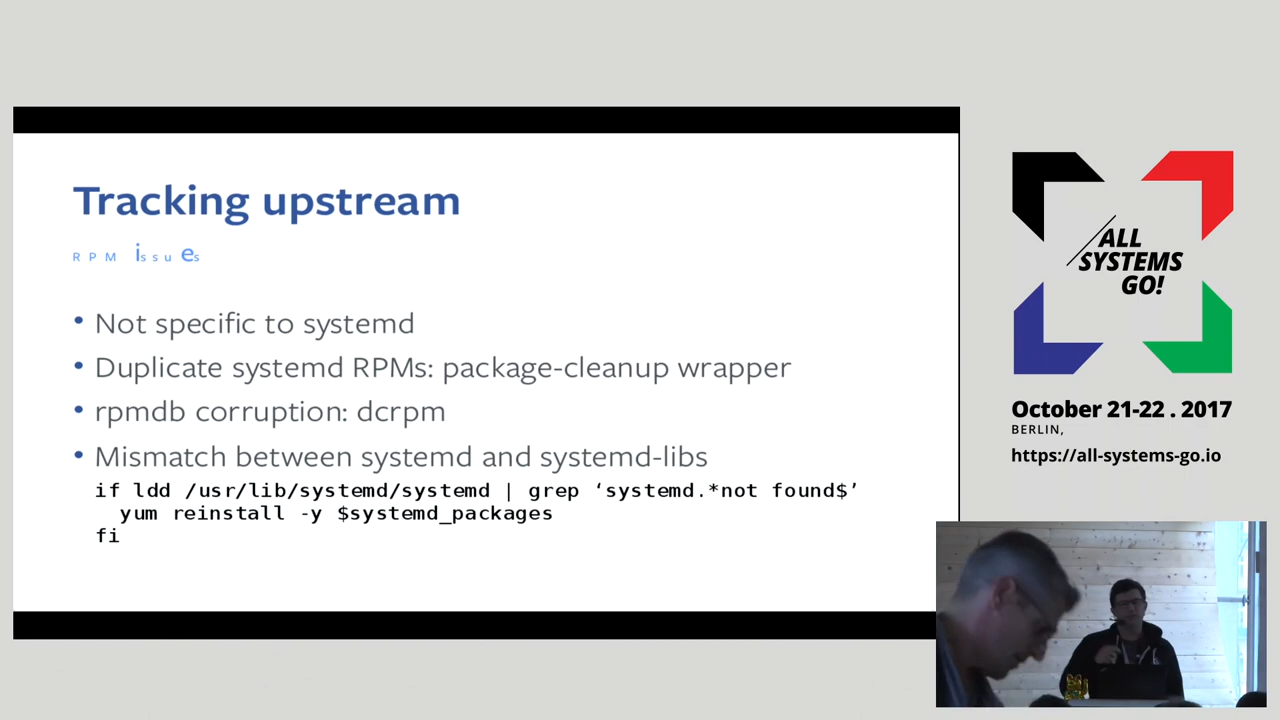 Tracking upstream
RPM issues
• Not specific to systemd
• Duplicate systemd RPMs: package-cleanup wrapper
• rpmdb corruption: dcrpm
• Mismatch between systemd and systemd-libs
if ldd /usr/lib/systemd/systemd | grep ‘systemd.*not found$’
  yum reinstall -y $systemd_packages
fi
ALL
SYSTEMS
GO!
October 21-22 . 2017
BERLIN,
https://all-systems-go.io